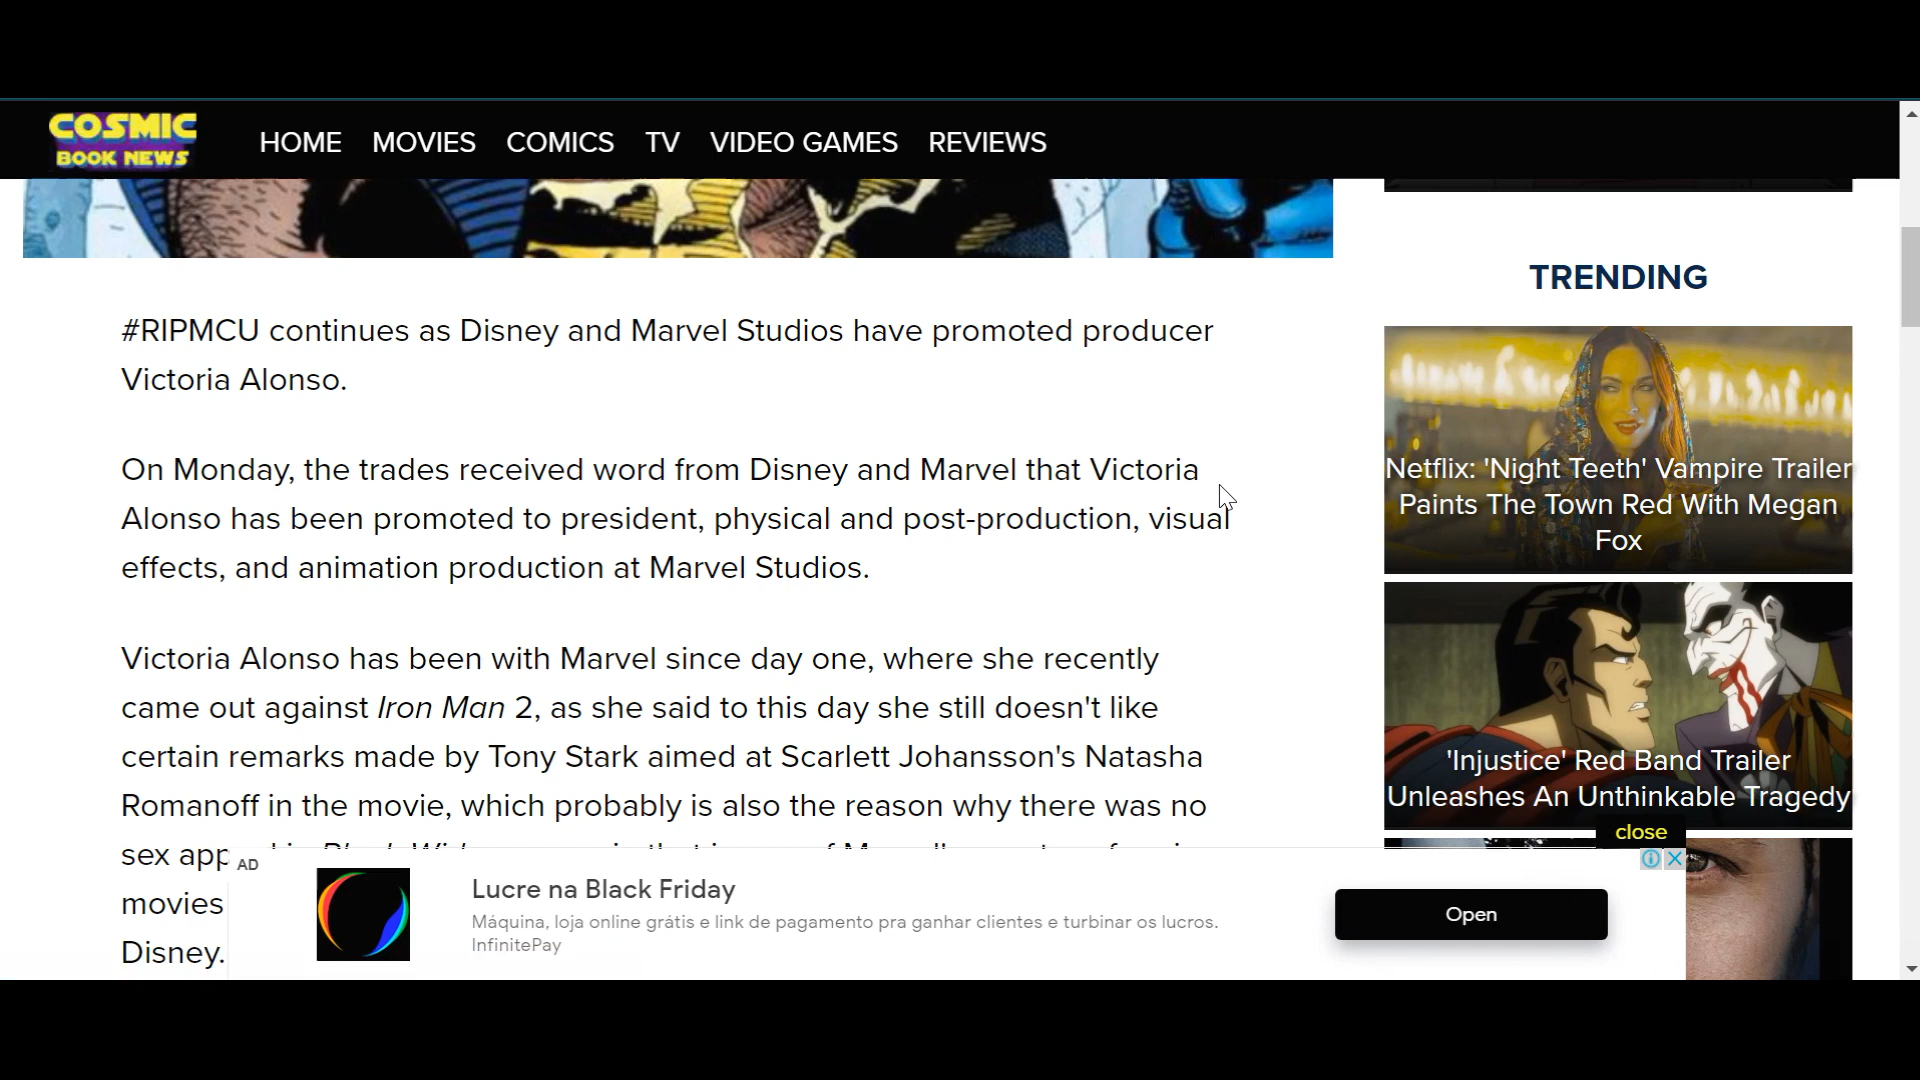 COSMIC
BOOK NEWS
HOME MOVIES COMICS TV VIDEO GAMES REVIEWS
#RIPMCU continues as Disney and Marvel Studios have promoted producer
Victoria Alonso.
On Monday, the trades received word from Disney and Marvel that Victoria
Alonso has been promoted to president, physical and post-production, visual
effects, and animation production at Marvel Studios.
Victoria Alonso has been with Marvel since day one, where she recently
came out against Iron Man 2, as she said to this day she still doesn't like
certain remarks made by Tony Stark aimed at Scarlett Johansson's Natasha
Romanoff in the movie, which probably is also the reason why there was no
sex
movies
Disney.
TRENDING
Netflix: 'Night Teeth' Vampire Trailer
Paints The Town Red With Megan
Fox
'Injustice' Red Band Trailer
Unleashes An Unthinkable Tragedy
close
AD
Lucre na Black Friday
Máquina, loja online grátis e link de pagamento pra ganhar clientes e turbinar os lucros.
InfinitePay
Open